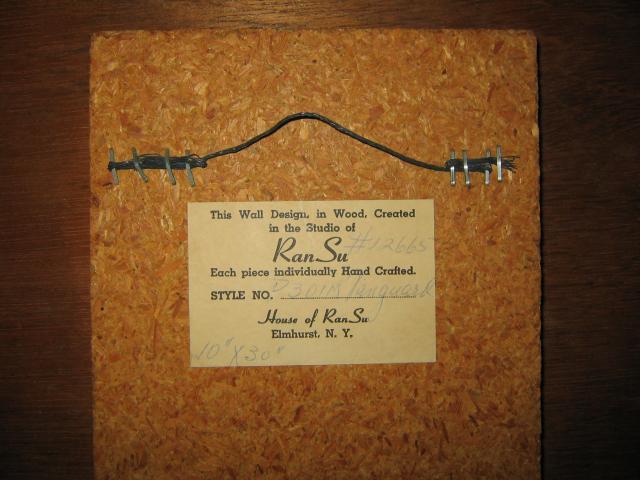 This Wall Design, in Wood, Created
in the Studio of
RanSu #12665
Each piece individually Hand Crafted.
STYLE NO. Penguard
House of RanSu
Elmhurst, N. Y.
10" X 30"